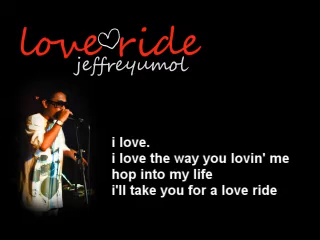 love ride
jeffreyumol
i love.
i love the way you lovin' me
hop into my life
i'll take you for a love ride